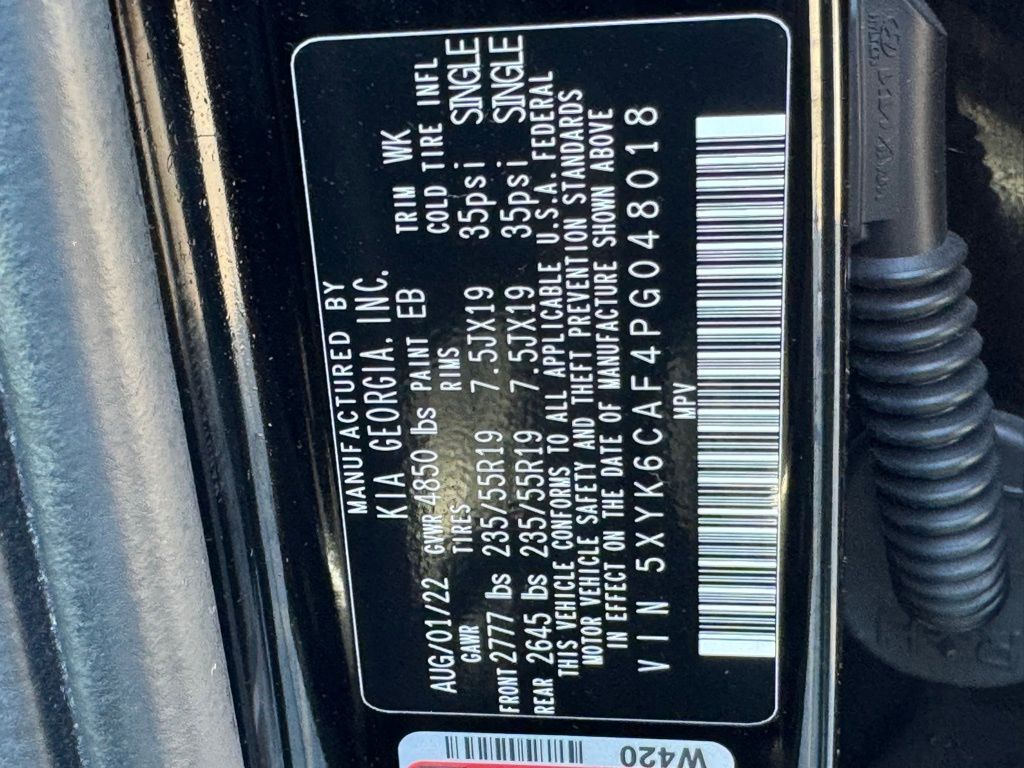 MANUFACTURED BY
KIA GEORGIA, INC.
AUG/01/22 GVWR 4850 lbs PAINT EB TRIM WK
GAWR TIRES RIMS COLD TIRE INFL
FRONT 2777 lbs 235/55R19 7.5JX19 35psi SINGLE
REAR 2645 lbs 235/55R19 7.5JX19 35psi SINGLE
THIS VEHICLE CONFORMS TO ALL APPLICABLE U.S.A. FEDERAL
MOTOR VEHICLE SAFETY AND THEFT PREVENTION STANDARDS
IN EFFECT ON THE DATE OF MANUFACTURE SHOWN ABOVE
VIN 5XYK6CAF4PG048018
MPV
W420